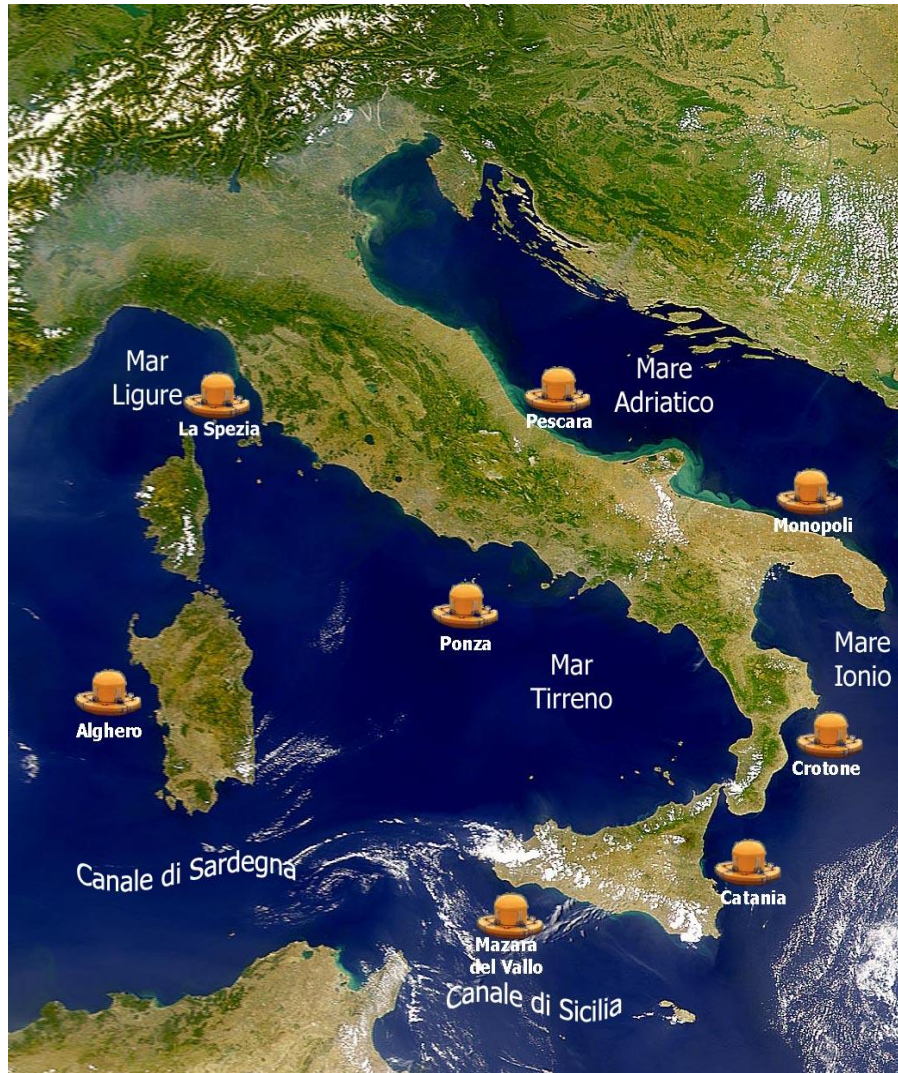 Mar
Ligure
La Spezia
Mare
Adriatico
Pescara
Monopoli
Ponza
Mar
Tirreno
Mare
Ionio
Alghero
Crotone
Canale di Sardegna
Catania
Mazara
del Vallo
Canale di Sicilia